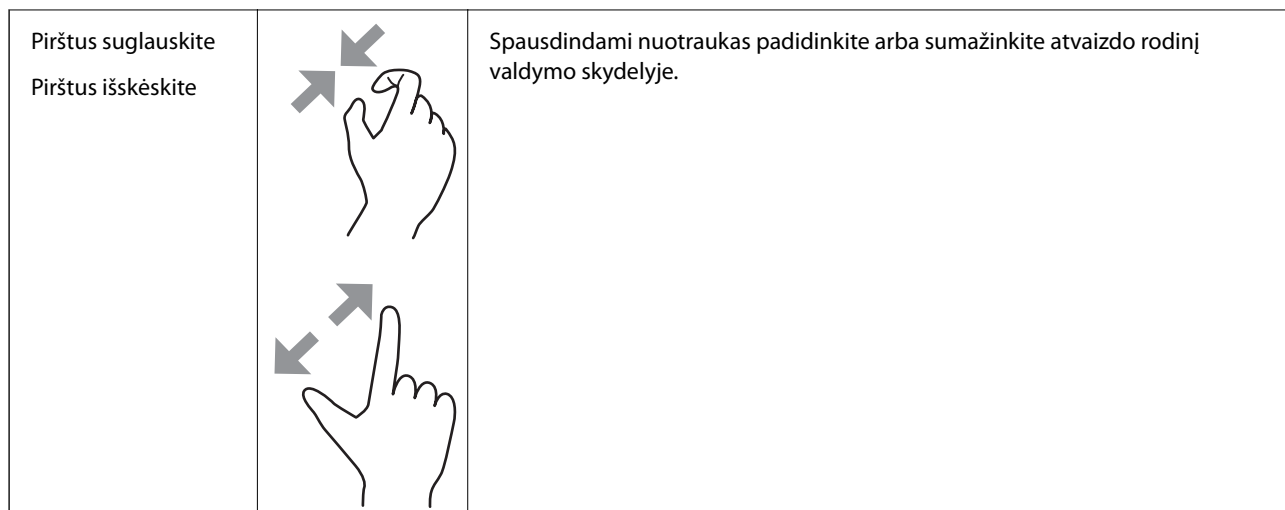 Pirštus suglauskite
Pirštus išskėskite
Spausdindami nuotraukas padidinkite arba sumažinkite atvaizdo rodinį
valdymo skydelyje.